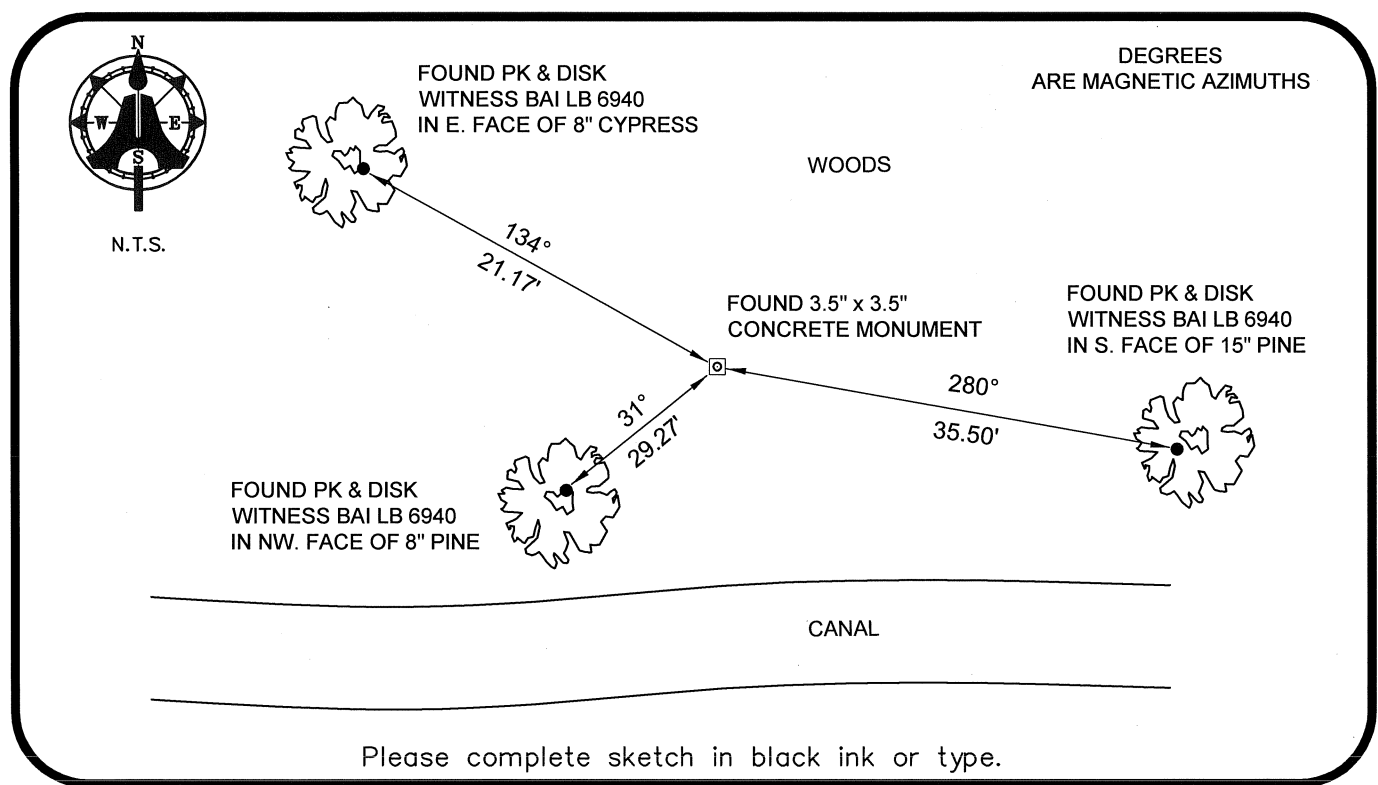 N
W E
S
N.T.S.
FOUND PK & DISK
WITNESS BAI LB 6940
IN E. FACE OF 8" CYPRESS
DEGREES
ARE MAGNETIC AZIMUTHS
WOODS
134°
21.17'
FOUND 3.5" x 3.5"
CONCRETE MONUMENT
FOUND PK & DISK
WITNESS BAI LB 6940
IN S. FACE OF 15" PINE
280°
35.50'
31°
29.27'
FOUND PK & DISK
WITNESS BAI LB 6940
IN NW. FACE OF 8" PINE
CANAL
Please complete sketch in black ink or type.